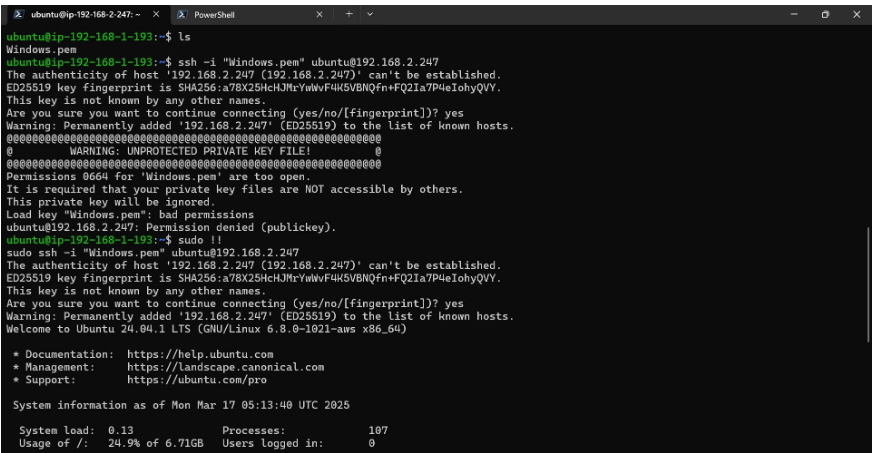 ubuntu@ip-192-168-2-247: ~ × PowerShell × + ⌄
ubuntu@ip-192-168-1-193:~$ ls
Windows.pem
ubuntu@ip-192-168-1-193:~$ ssh -i "Windows.pem" ubuntu@192.168.2.247
The authenticity of host '192.168.2.247 (192.168.2.247)' can't be established.
ED25519 key fingerprint is SHA256:a78X25HcHJMrYwWvF4K5VBNQfn+FQ2Ia7P4eIohyQVY.
This key is not known by any other names.
Are you sure you want to continue connecting (yes/no/[fingerprint])? yes
Warning: Permanently added '192.168.2.247' (ED25519) to the list of known hosts.
@@@@@@@@@@@@@@@@@@@@@@@@@@@@@@@@@@@@@@@@@@@@@@@@@@@@@@@@@@@
@         WARNING: UNPROTECTED PRIVATE KEY FILE!          @
@@@@@@@@@@@@@@@@@@@@@@@@@@@@@@@@@@@@@@@@@@@@@@@@@@@@@@@@@@@
Permissions 0664 for 'Windows.pem' are too open.
It is required that your private key files are NOT accessible by others.
This private key will be ignored.
Load key "Windows.pem": bad permissions
ubuntu@192.168.2.247: Permission denied (publickey).
ubuntu@ip-192-168-1-193:~$ sudo !!
sudo ssh -i "Windows.pem" ubuntu@192.168.2.247
The authenticity of host '192.168.2.247 (192.168.2.247)' can't be established.
ED25519 key fingerprint is SHA256:a78X25HcHJMrYwWvF4K5VBNQfn+FQ2Ia7P4eIohyQVY.
This key is not known by any other names.
Are you sure you want to continue connecting (yes/no/[fingerprint])? yes
Warning: Permanently added '192.168.2.247' (ED25519) to the list of known hosts.
Welcome to Ubuntu 24.04.1 LTS (GNU/Linux 6.8.0-1021-aws x86_64)
* Documentation:  https://help.ubuntu.com
* Management:     https://landscape.canonical.com
* Support:        https://ubuntu.com/pro
System information as of Mon Mar 17 05:13:40 UTC 2025
System load:  0.13              Processes:             107
Usage of /:   24.9% of 6.71GB   Users logged in:       0